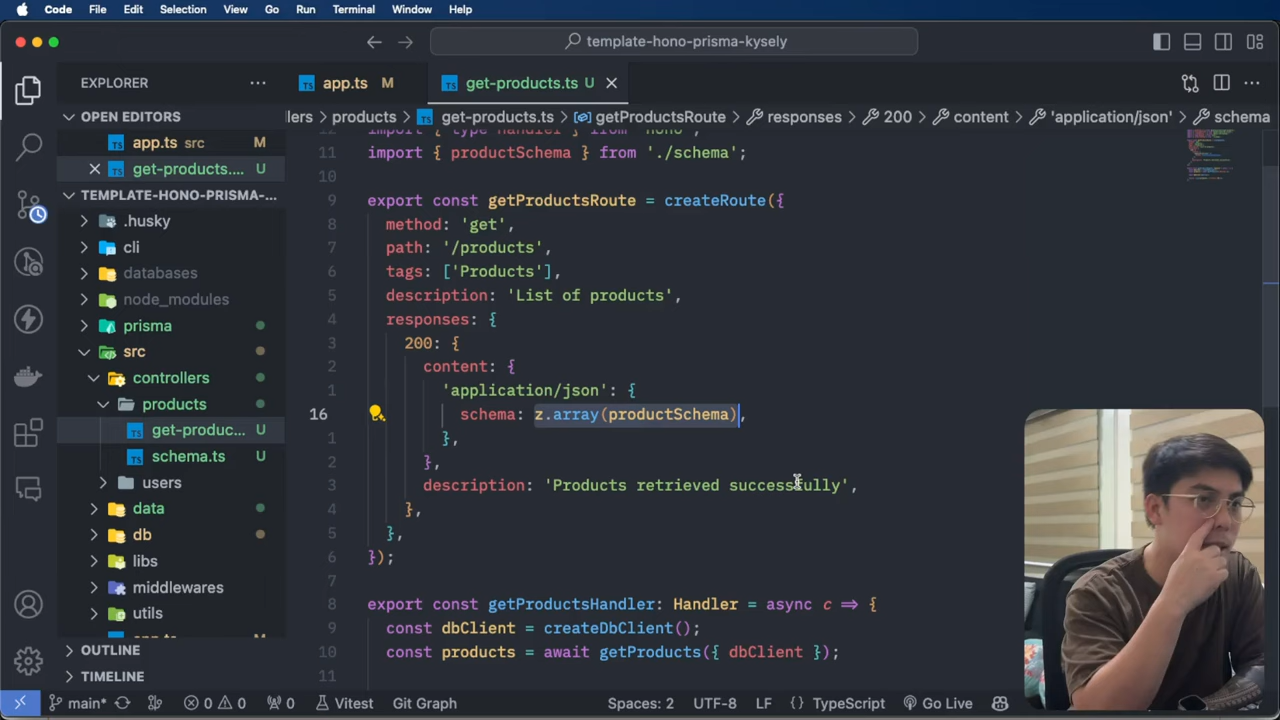 Code File Edit Selection View Go Run Terminal Window Help
template-hono-prisma-kysely
EXPLORER
app.ts M
get-products.ts U
OPEN EDITORS
app.ts src M
get-products.... U
TEMPLATE-HONO-PRISMA-...
.husky
cli
databases
node_modules
prisma
src
controllers
products
get-produc... U
schema.ts U
users
data
db
libs
middlewares
utils
OUTLINE
TIMELINE
llers products get-products.ts getProductsRoute responses 200 content 'application/json' schema
12 import { type Handler } from 'hono';
11 import { productSchema } from './schema';
10
9 export const getProductsRoute = createRoute({
8 method: 'get',
7 path: '/products',
6 tags: ['Products'],
5 description: 'List of products',
4 responses: {
3 200: {
2 content: {
1 'application/json': {
16 schema: z.array(productSchema),
1 },
2 },
3 description: 'Products retrieved successfully',
4 },
5 },
6 });
7
8 export const getProductsHandler: Handler = async c => {
9 const dbClient = createDbClient();
10 const products = await getProducts({ dbClient });
11
main* 0 0 0 Vitest Git Graph Spaces: 2 UTF-8 LF {} TypeScript Go Live